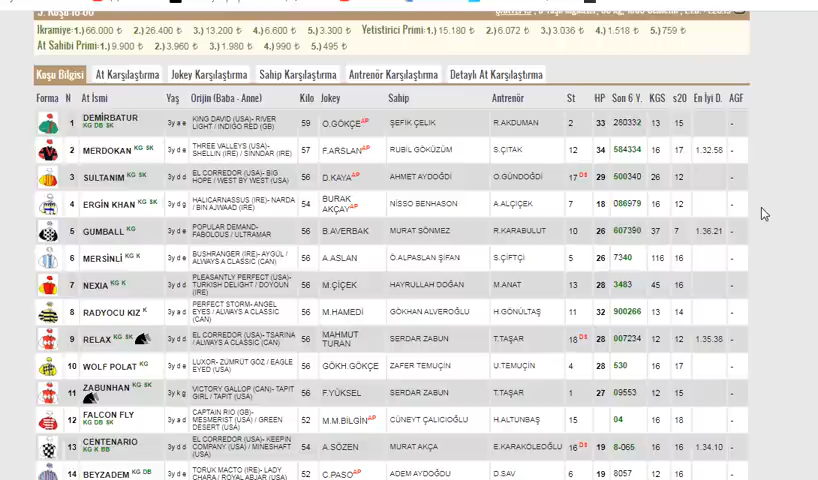 3. Koşu 16:00
İkramiye: 1.) 66.000 ₺ 2.) 26.400 ₺ 3.) 13.200 ₺ 4.) 6.600 ₺ 5.) 3.300 ₺ Yetistirici Primi: 1.) 15.180 ₺ 2.) 6.072 ₺ 3.) 3.036 ₺ 4.) 1.518 ₺ 5.) 759 ₺
At Sahibi Primi: 1.) 9.900 ₺ 2.) 3.960 ₺ 3.) 1.980 ₺ 4.) 990 ₺ 5.) 495 ₺
Koşu Bilgisi At Karşılaştırma Jokey Karşılaştırma Sahip Karşılaştırma Antrenör Karşılaştırma Detaylı At Karşılaştırma
Forma N At İsmi Yaş Orijin (Baba - Anne) Kilo Jokey Sahip Antrenör St HP Son 6 Y. KGS s20 En İyi D. AGF
1 DEMİRBATUR KG DB SK 3y a e KING DAVID (USA)- RIVER LIGHT / INDIGO RED (GB) 59 O.GÖKÇE AP ŞEFİK ÇELİK R.AKDUMAN 2 33 280332 13 15 -
2 MERDOKAN KG SK 3y d e THREE VALLEYS (USA)- SHELLIN (IRE) / SINNDAR (IRE) 57 F.ARSLAN AP RUBİL GÖKÜZÜM S.ÇITAK 12 34 584334 16 17 1.32.58 -
3 SULTANIM KG SK 3y d d EL CORREDOR (USA)- BIG HOPE / WEST BY WEST (USA) 56 D.KAYA AP AHMET AYDOĞDİ O.GÜNDOĞDİ 17 DS 29 500340 26 12 -
4 ERGİN KHAN KG SK 3y d g HALICARNASSUS (IRE)- NARDA / BIN AJWAAD (IRE) 54 BURAK AKÇAY AP NİSSO BENHASON A.ALÇİÇEK 7 18 086979 16 12 -
5 GUMBALL KG 3y d e POPULAR DEMAND- FABOLOUS / ULTRAMAR 56 B.AVERBAK MURAT SÖNMEZ R.KARABULUT 10 26 607390 37 7 1.36.21 -
6 MERSİNLİ KG K 3y d e BUSHRANGER (IRE)- AYGÜL / ALWAYS A CLASSIC (CAN) 56 A.ASLAN Ö.ALPASLAN ŞİFAN S.ÇİFTÇİ 5 26 7340 116 16 -
7 NEXIA KG K 3y d d PLEASANTLY PERFECT (USA)- TURKISH DELIGHT / DOYOUN (IRE) 56 M.ÇİÇEK HAYRULLAH DOĞAN M.ANAT 13 28 3483 45 16 -
8 RADYOCU KIZ K 3y a d PERFECT STORM- ANGEL EYES / ALWAYS A CLASSIC (CAN) 56 M.HAMEDI GÖKHAN ALVEROĞLU H.GÖNÜLTAŞ 11 32 900266 13 14 -
9 RELAX KG SK 3y d d EL CORREDOR (USA)- TSARINA / ALWAYS A CLASSIC (CAN) 56 MAHMUT TURAN SERDAR ZABUN T.TAŞAR 18 DS 28 007234 12 12 1.35.38 -
10 WOLF POLAT KG 3y d e LUXOR- ZÜMRÜT GÖZ / EAGLE EYED (USA) 56 GÖKH.GÖKÇE ZAFER TEMUÇİN U.TEMUÇİN 4 28 530 16 17 -
11 ZABUNHAN KG SK 3y k g VICTORY GALLOP (CAN)- TAPIT GIRL / TAPIT (USA) 56 F.YÜKSEL SERDAR ZABUN T.TAŞAR 1 27 09553 12 15 -
12 FALCON FLY KG DB SK 3y a d CAPTAIN RIO (GB)- MESMERIST (USA) / GREEN DESERT (USA) 52 M.M.BİLGİN AP CÜNEYT ÇALICIOĞLU H.ALTUNBAŞ 15 04 16 18 -
13 CENTENARIO KG K BB 3y d d EL CORREDOR (USA)- KEEPIN COMPANY (USA) / MINESHAFT (USA) 54 A.SÖZEN MURAT AKÇA E.KARAKÖLEOĞLU 16 DS 19 8-065 16 16 1.34.10 -
14 BEYZADEM KG DB 3y d e TORUK MACTO (IRE)- LADY CHARA / ROYAL ABJAR (USA) 52 C.PASO AP ADEM AYDOĞDU D.SAV 6 19 8057 12 16 -